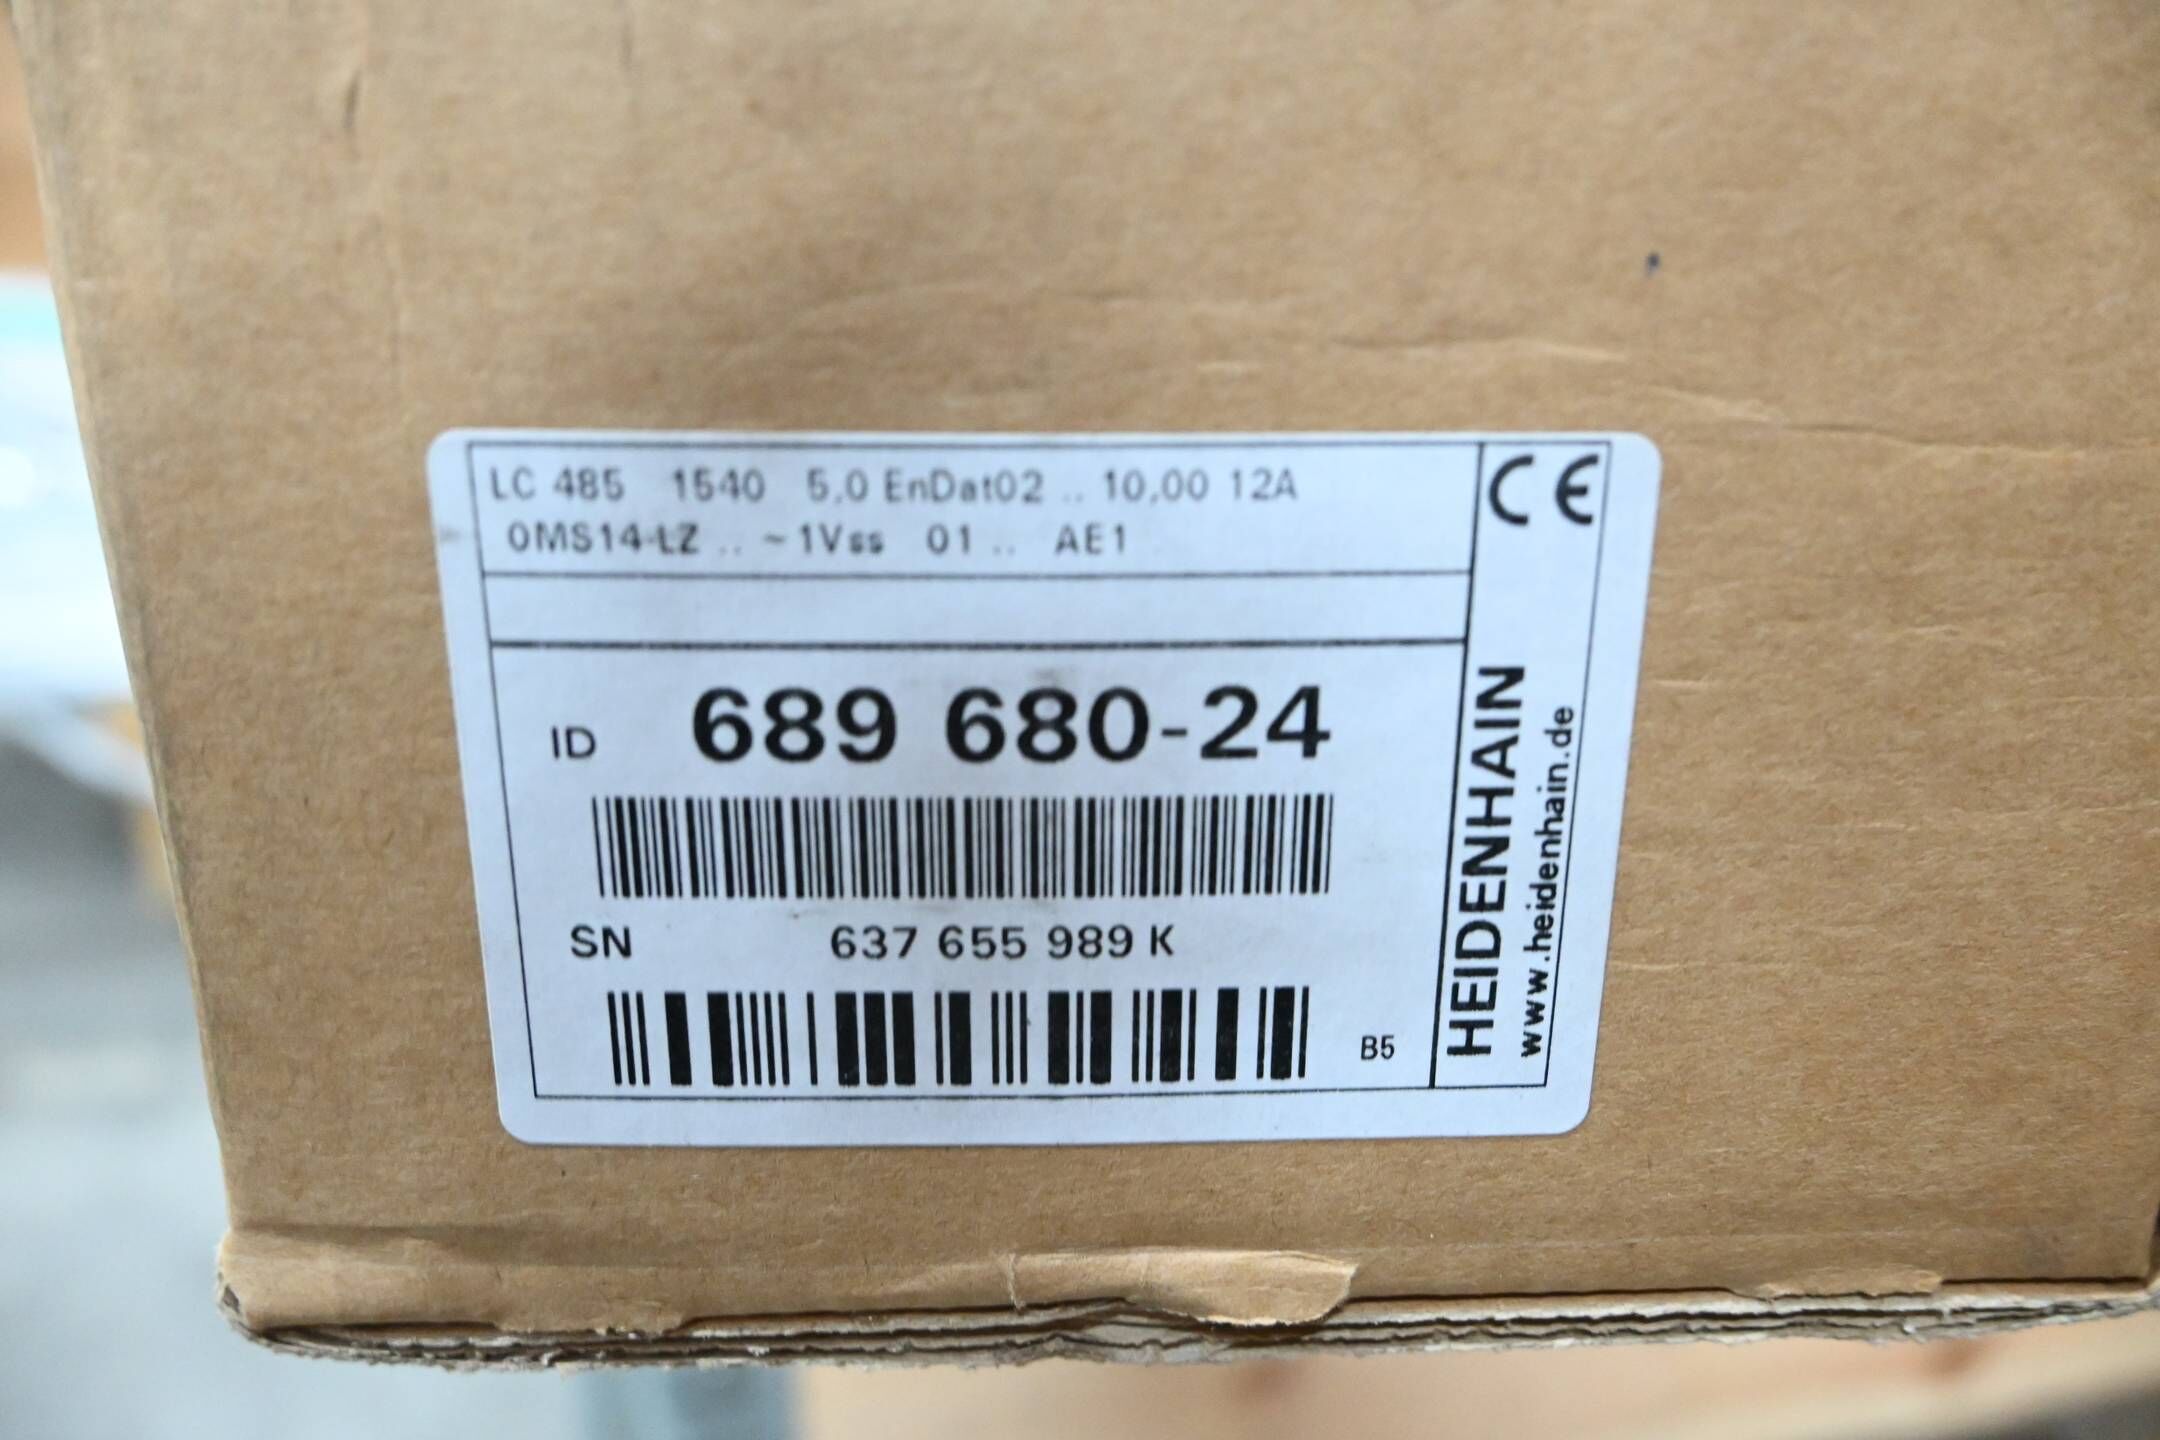 LC 485 1540 5,0 EnDat02 .. 10,00 12A
0MS14-LZ .. ~1Vss 01 .. AE1
CE
ID 689 680-24
SN 637 655 989 K
B5
HEIDENHAIN
www.heidenhain.de